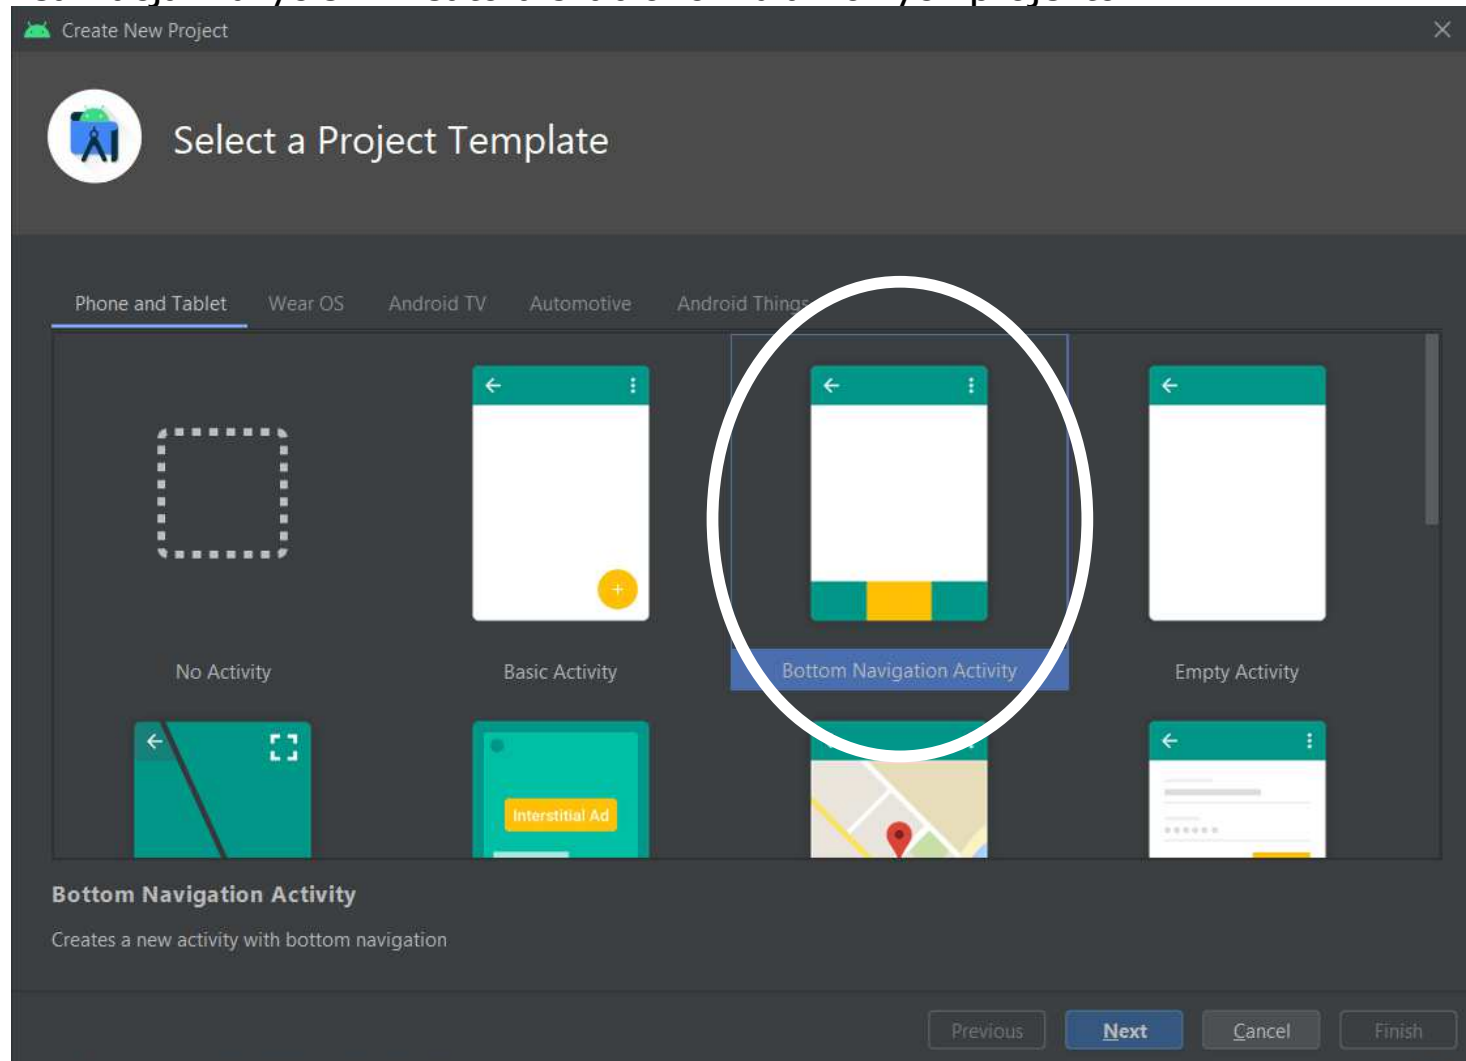 Create New Project
Select a Project Template
Phone and Tablet Wear OS Android TV Automotive Android Things
No Activity Basic Activity Bottom Navigation Activity Empty Activity
Interstitial Ad
Bottom Navigation Activity
Creates a new activity with bottom navigation
Previous Next Cancel Finish